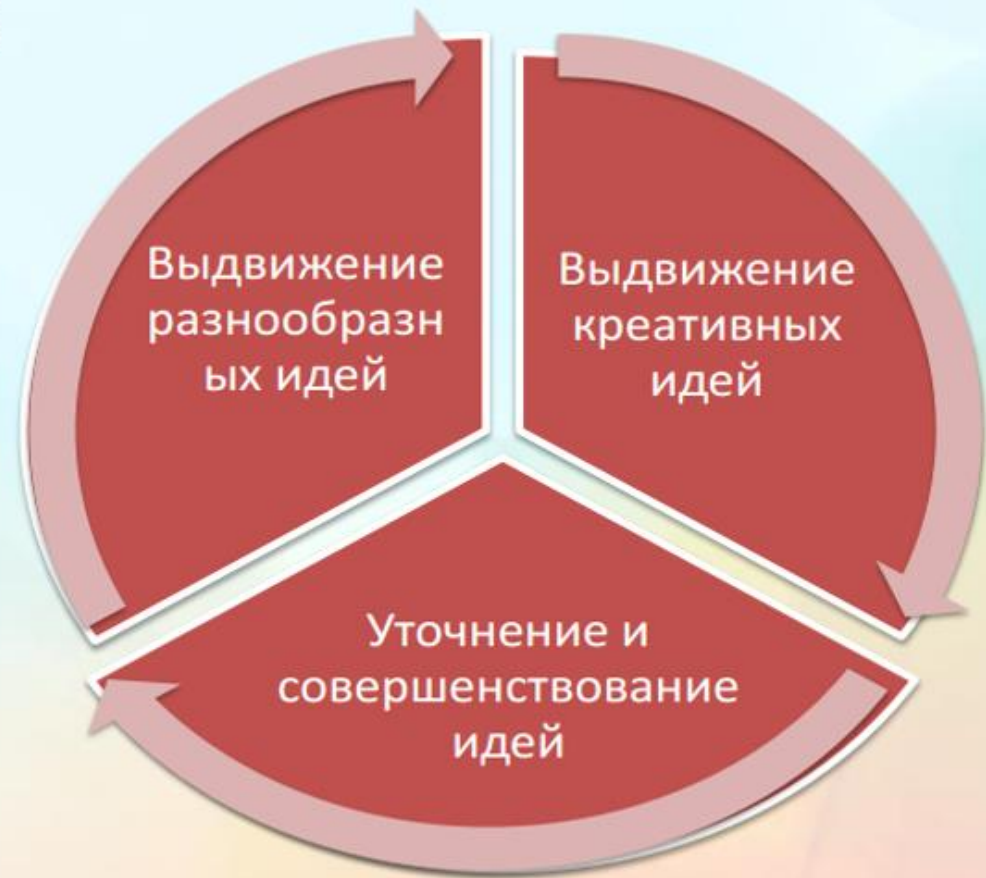 Выдвижение
разнообразн
ых идей
Выдвижение
креативных
идей
Уточнение и
совершенствование
идей